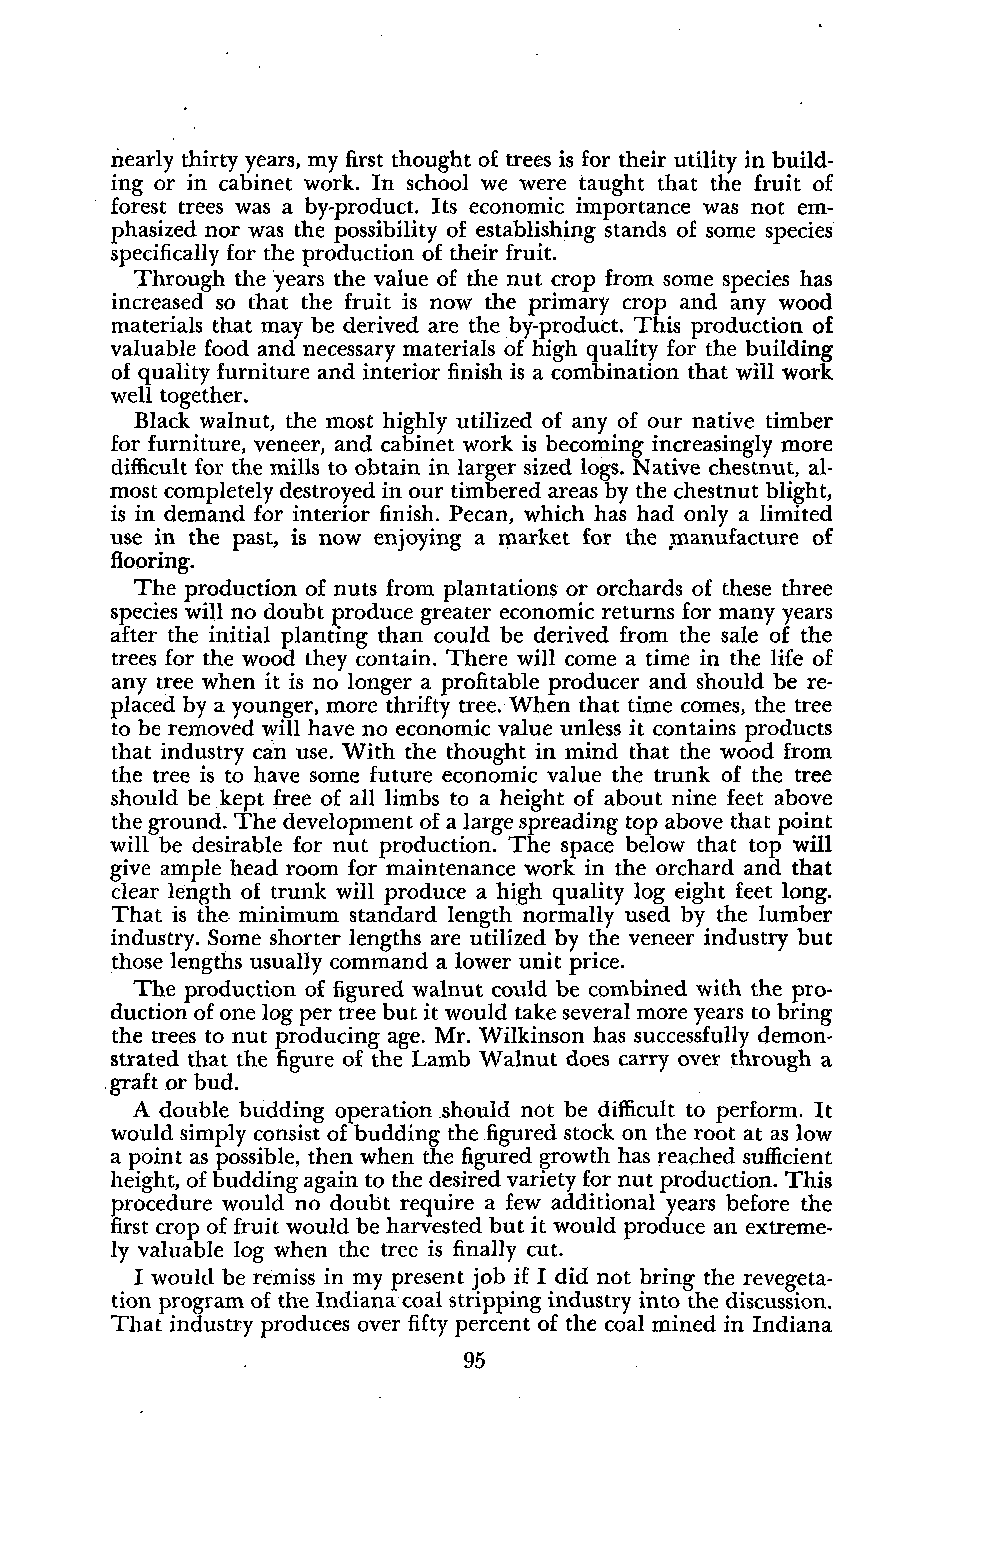 nearly thirty years, my first thought of trees is for their utility in build-
ing or in cabinet work. In school we were taught that the fruit of
forest trees was a by-product. Its economic importance was not em-
phasized nor was the possibility of establishing stands of some species
specifically for the production of their fruit.
Through the years the value of the nut crop from some species has
increased so that the fruit is now the primary crop and any wood
materials that may be derived are the by-product. This production of
valuable food and necessary materials of high quality for the building
of quality furniture and interior finish is a combination that will work
well together.
Black walnut, the most highly utilized of any of our native timber
for furniture, veneer, and cabinet work is becoming increasingly more
difficult for the mills to obtain in larger sized logs. Native chestnut, al-
most completely destroyed in our timbered areas by the chestnut blight,
is in demand for interior finish. Pecan, which has had only a limited
use in the past, is now enjoying a market for the manufacture of
flooring.
The production of nuts from plantations or orchards of these three
species will no doubt produce greater economic returns for many years
after the initial planting than could be derived from the sale of the
trees for the wood they contain. There will come a time in the life of
any tree when it is no longer a profitable producer and should be re-
placed by a younger, more thrifty tree. When that time comes, the tree
to be removed will have no economic value unless it contains products
that industry can use. With the thought in mind that the wood from
the tree is to have some future economic value the trunk of the tree
should be kept free of all limbs to a height of about nine feet above
the ground. The development of a large spreading top above that point
will be desirable for nut production. The space below that top will
give ample head room for maintenance work in the orchard and that
clear length of trunk will produce a high quality log eight feet long.
That is the minimum standard length normally used by the lumber
industry. Some shorter lengths are utilized by the veneer industry but
those lengths usually command a lower unit price.
The production of figured walnut could be combined with the pro-
duction of one log per tree but it would take several more years to bring
the trees to nut producing age. Mr. Wilkinson has successfully demon-
strated that the figure of the Lamb Walnut does carry over through a
graft or bud.
A double budding operation should not be difficult to perform. It
would simply consist of budding the figured stock on the root at as low
a point as possible, then when the figured growth has reached sufficient
height, of budding again to the desired variety for nut production. This
procedure would no doubt require a few additional years before the
first crop of fruit would be harvested but it would produce an extreme-
ly valuable log when the tree is finally cut.
I would be remiss in my present job if I did not bring the revegeta-
tion program of the Indiana coal stripping industry into the discussion.
That industry produces over fifty percent of the coal mined in Indiana
95